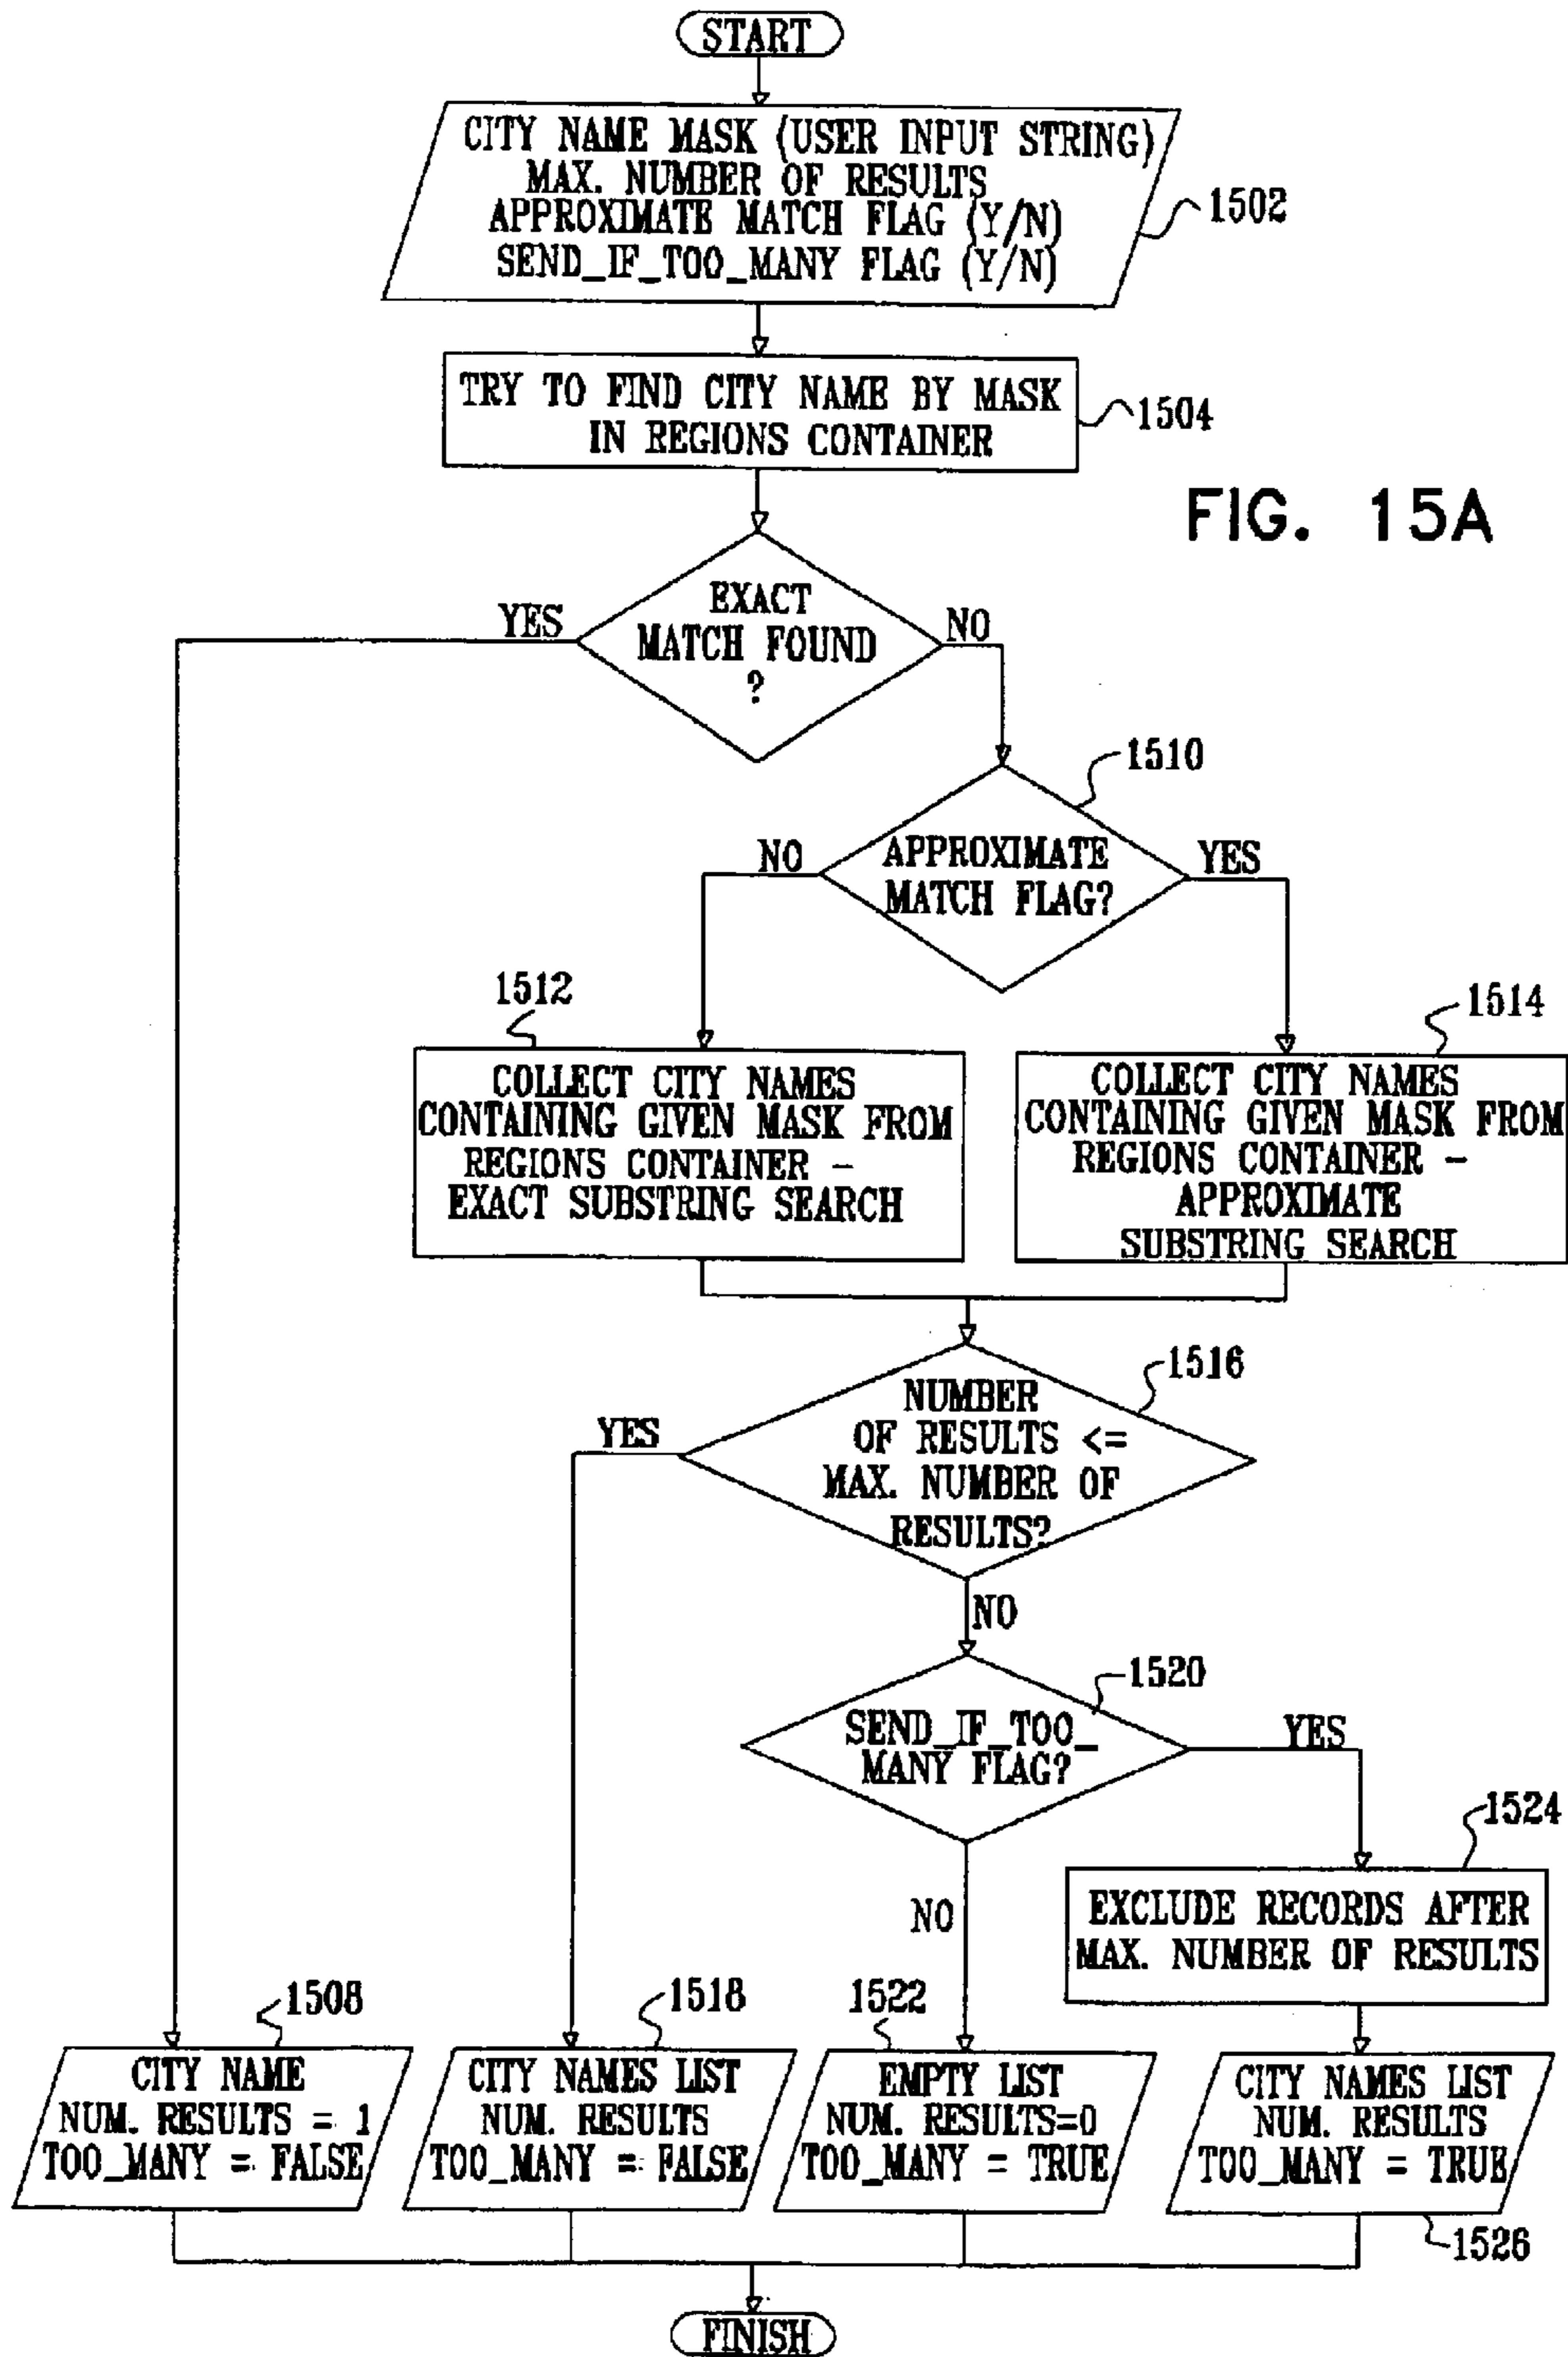 START
CITY NAME MASK (USER INPUT STRING)
MAX. NUMBER OF RESULTS
APPROXIMATE MATCH FLAG (Y/N)
SEND_IF_TOO_MANY FLAG (Y/N)
1502
TRY TO FIND CITY NAME BY MASK
IN REGIONS CONTAINER
1504
FIG. 15A
EXACT
MATCH FOUND
?
YES
NO
1510
APPROXIMATE
MATCH FLAG?
NO
YES
1512
COLLECT CITY NAMES
CONTAINING GIVEN MASK FROM
REGIONS CONTAINER –
EXACT SUBSTRING SEARCH
1514
COLLECT CITY NAMES
CONTAINING GIVEN MASK FROM
REGIONS CONTAINER –
APPROXIMATE
SUBSTRING SEARCH
1516
NUMBER
OF RESULTS <=
MAX. NUMBER OF
RESULTS?
YES
NO
1520
SEND_IF_TOO_
MANY FLAG?
YES
NO
1524
EXCLUDE RECORDS AFTER
MAX. NUMBER OF RESULTS
1508
CITY NAME
NUM. RESULTS = 1
TOO_MANY = FALSE
1518
CITY NAMES LIST
NUM. RESULTS
TOO_MANY = FALSE
1522
EMPTY LIST
NUM. RESULTS=0
TOO_MANY = TRUE
CITY NAMES LIST
NUM. RESULTS
TOO_MANY = TRUE
1526
FINISH